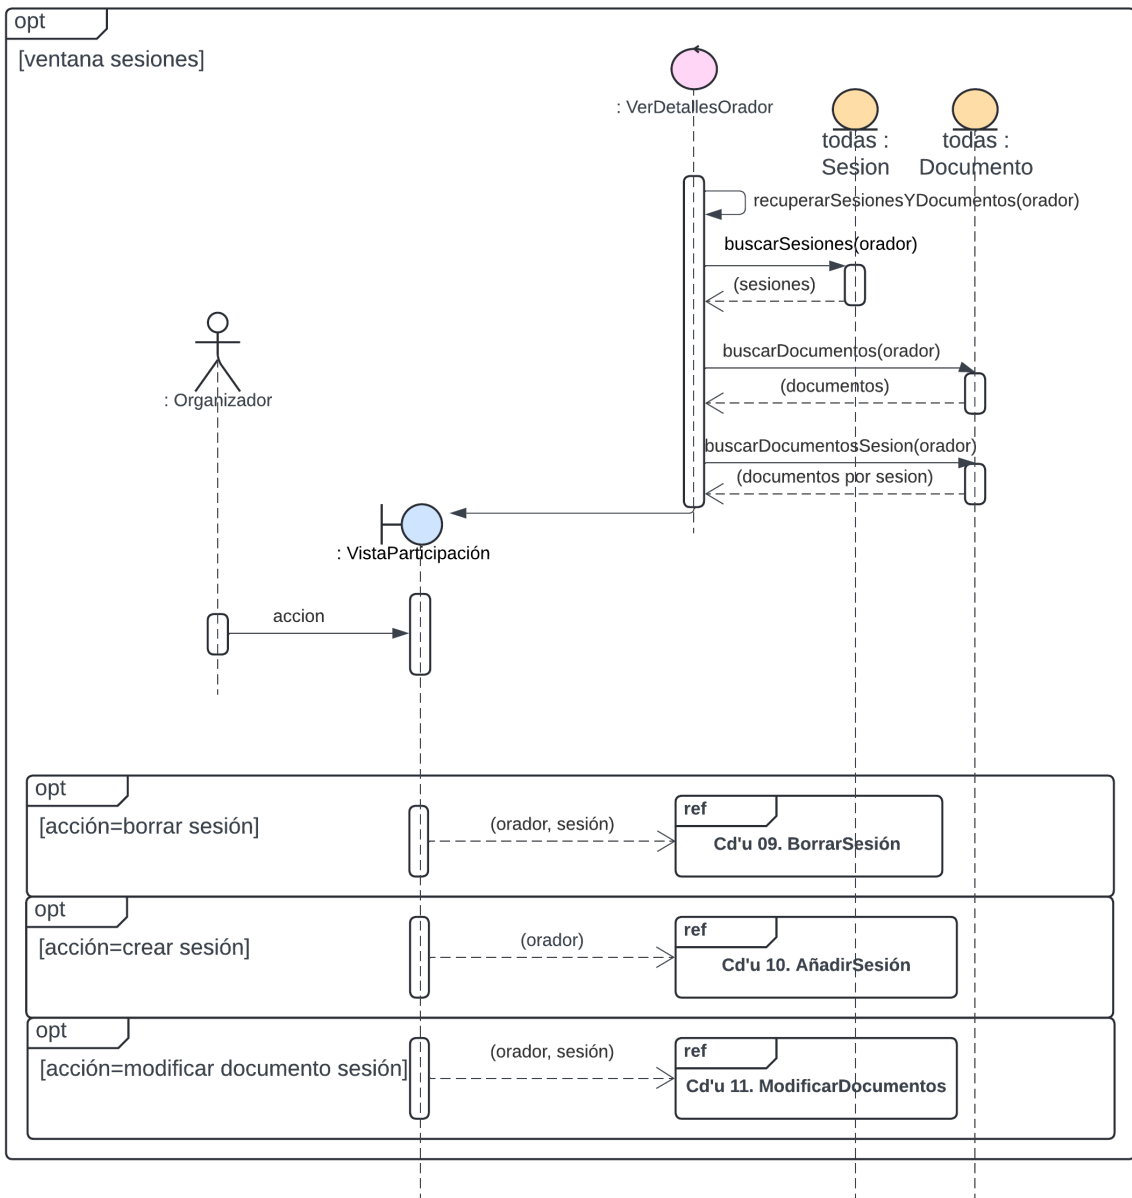 opt
[ventana sesiones]
: VerDetallesOrador
todas :
Sesion
todas :
Documento
recuperarSesionesYDocumentos(orador)
buscarSesiones(orador)
(sesiones)
buscarDocumentos(orador)
(documentos)
: Organizador
buscarDocumentosSesion(orador)
(documentos por sesion)
: VistaParticipación
accion
opt
[acción=borrar sesión]
(orador, sesión)
ref
Cd'u 09. BorrarSesión
opt
[acción=crear sesión]
(orador)
ref
Cd'u 10. AñadirSesión
opt
[acción=modificar documento sesión]
(orador, sesión)
ref
Cd'u 11. ModificarDocumentos